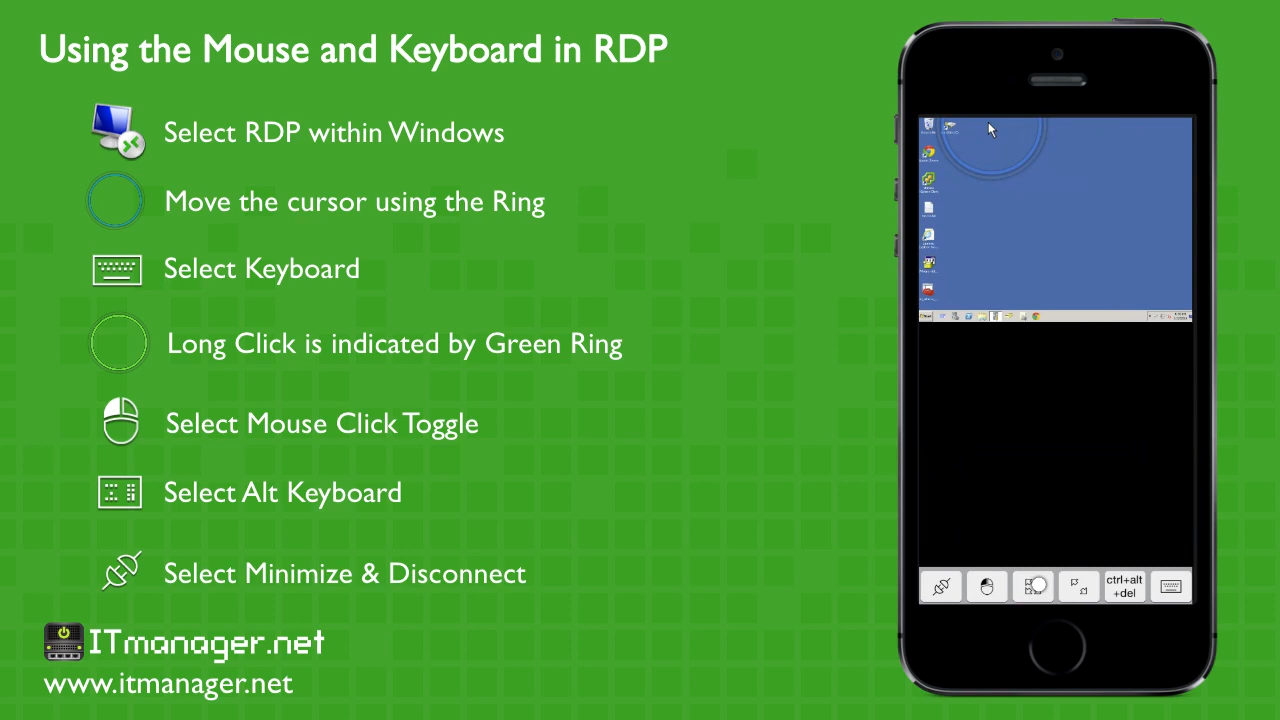 Using the Mouse and Keyboard in RDP
Select RDP within Windows
Move the cursor using the Ring
Select Keyboard
Long Click is indicated by Green Ring
Select Mouse Click Toggle
Select Alt Keyboard
Select Minimize & Disconnect
ITmanager.net
www.itmanager.net
ctrl+alt
+del